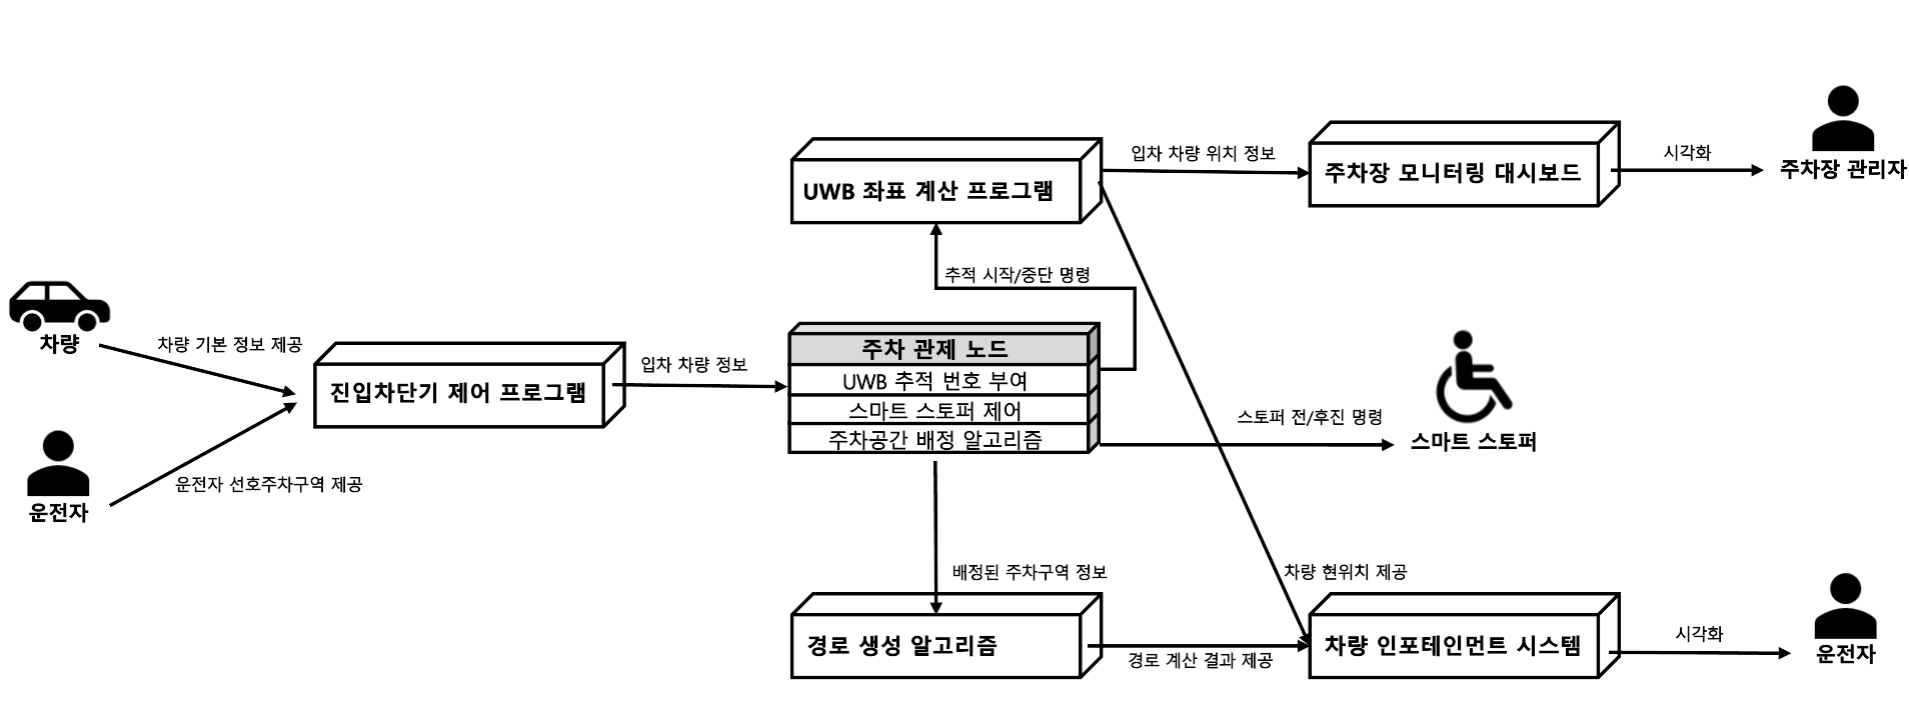 입차 차량 위치 정보
시각화
주차장 관리자
주차장 모니터링 대시보드
UWB 좌표 계산 프로그램
추적 시작/중단 명령
차량
차량 기본 정보 제공
진입차단기 제어 프로그램
입차 차량 정보
주차 관제 노드
UWB 추적 번호 부여
스마트 스토퍼 제어
주차공간 배정 알고리즘
스토퍼 전/후진 명령
스마트 스토퍼
운전자 선호주차구역 제공
운전자
배정된 주차구역 정보
차량 현위치 제공
경로 생성 알고리즘
경로 계산 결과 제공
차량 인포테인먼트 시스템
시각화
운전자